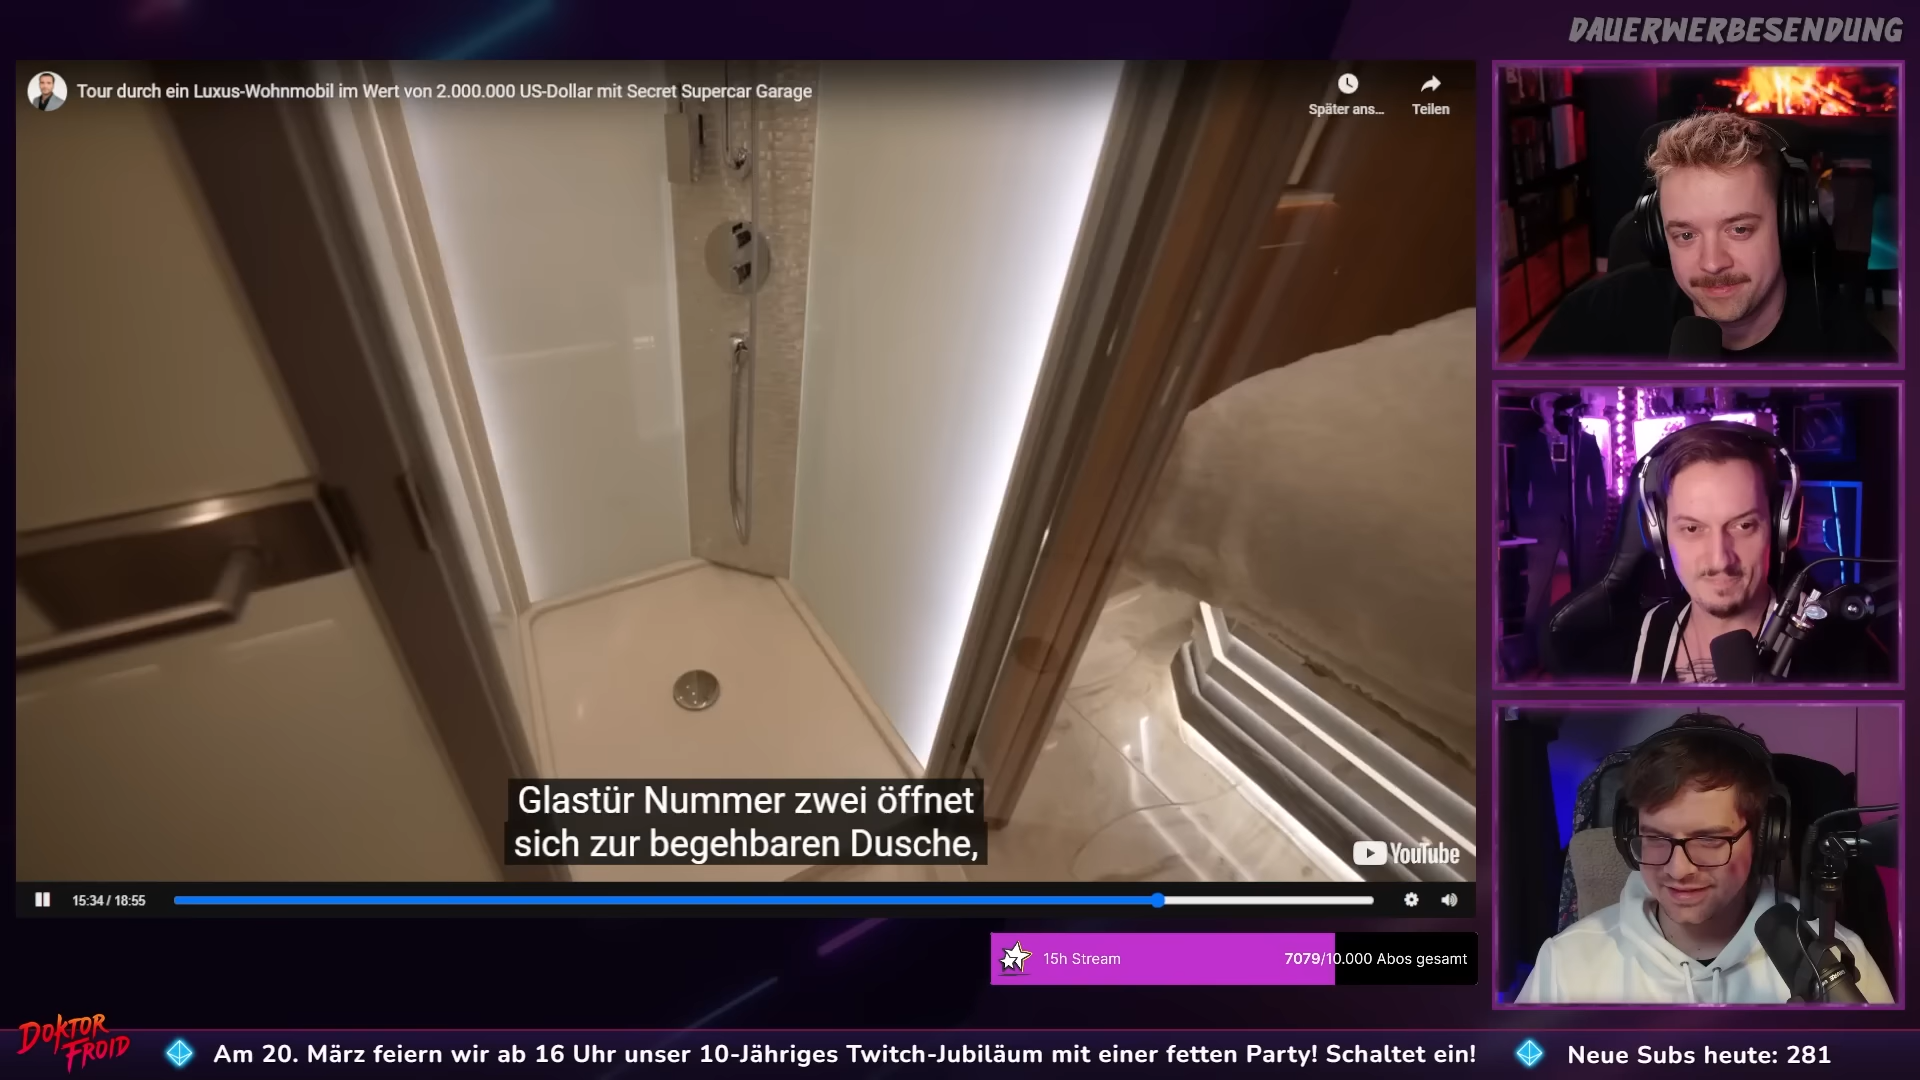 DAUERWERBESENDUNG
Tour durch ein Luxus-Wohnmobil im Wert von 2.000.000 US-Dollar mit Secret Supercar Garage
Später ans...
Teilen
Glastür Nummer zwei öffnet
sich zur begehbaren Dusche,
YouTube
15:34 / 18:55
15h Stream
7079/10.000 Abos gesamt
DOKTOR
FROID
Am 20. März feiern wir ab 16 Uhr unser 10-Jähriges Twitch-Jubiläum mit einer fetten Party! Schaltet ein!
Neue Subs heute: 281